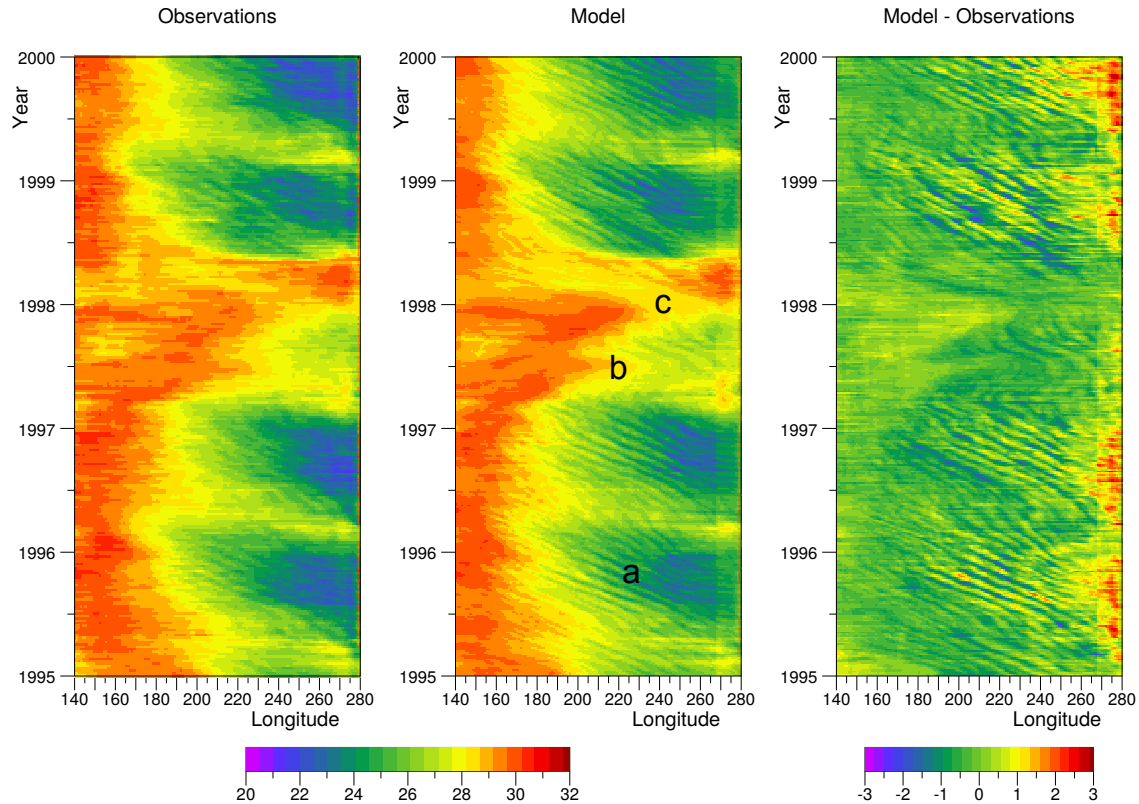 Observations
Model
Model - Observations
Year
2000
1999
1998
1997
1996
1995
140 160 180 200 220 240 260 280
Longitude
Year
2000
1999
1998
1997
1996
1995
c
b
a
140 160 180 200 220 240 260 280
Longitude
Year
2000
1999
1998
1997
1996
1995
140 160 180 200 220 240 260 280
Longitude
20 22 24 26 28 30 32
-3 -2 -1 0 1 2 3